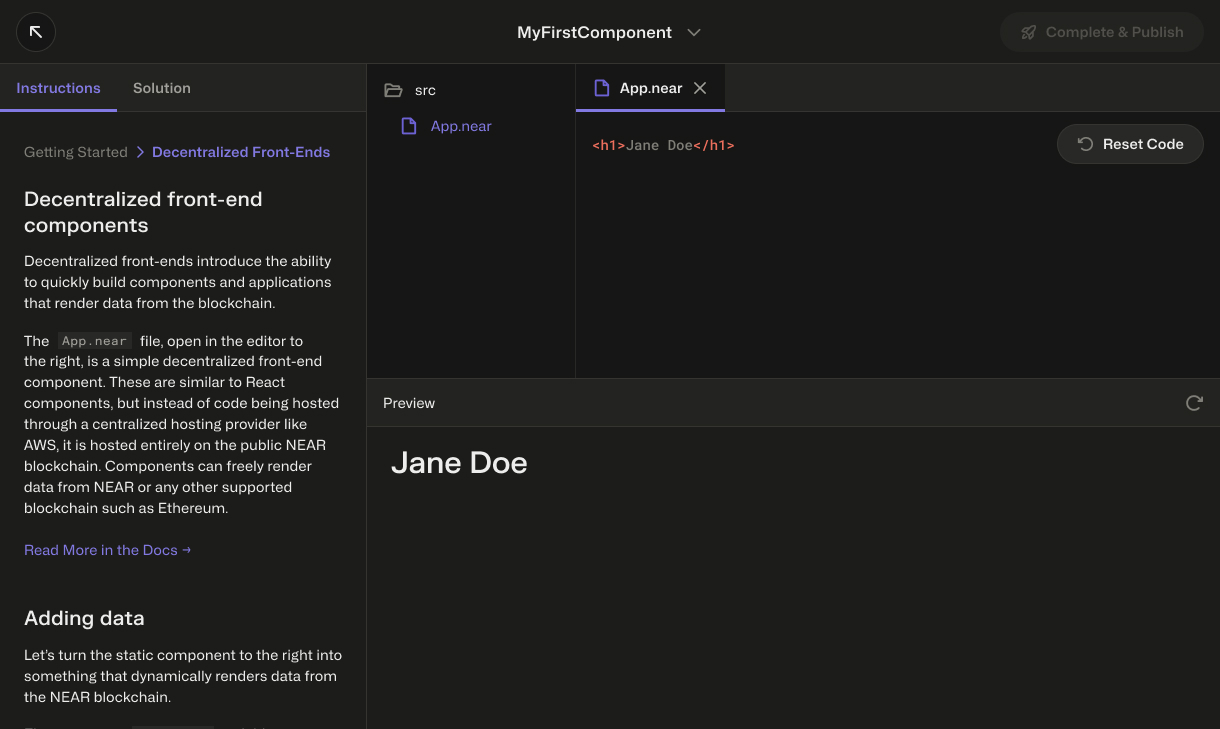 MyFirstComponent
Complete & Publish
Instructions
Solution
Getting Started
Decentralized Front-Ends
Decentralized front-end
components
Decentralized front-ends introduce the ability
to quickly build components and applications
that render data from the blockchain.
The App.near file, open in the editor to
the right, is a simple decentralized front-end
component. These are similar to React
components, but instead of code being hosted
through a centralized hosting provider like
AWS, it is hosted entirely on the public NEAR
blockchain. Components can freely render
data from NEAR or any other supported
blockchain such as Ethereum.
Read More in the Docs →
Adding data
Let's turn the static component to the right into
something that dynamically renders data from
the NEAR blockchain.
src
App.near
App.near
<h1>Jane Doe</h1>
Reset Code
Preview
Jane Doe